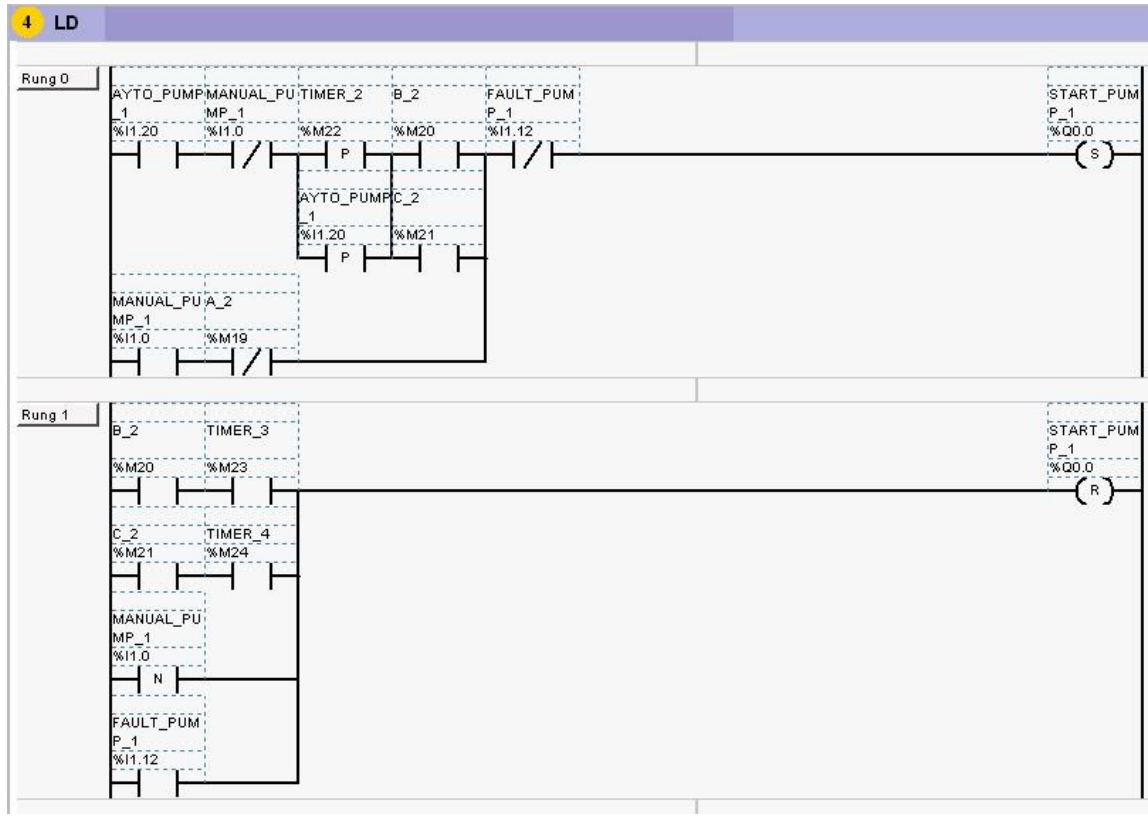 4 LD
Rung 0
AYTO_PUMP MANUAL_PU TIMER_2 B_2 FAULT_PUM START_PUM
_1 MP_1 P_1 P_1
%I1.20 %I1.0 %M22 %M20 %I1.12 %Q0.0
P S
AYTO_PUMP C_2
_1
%I1.20 %M21
P
MANUAL_PU A_2
MP_1
%I1.0 %M19
Rung 1
B_2 TIMER_3 START_PUM
P_1
%M20 %M23 %Q0.0
R
C_2 TIMER_4
%M21 %M24
MANUAL_PU
MP_1
%I1.0
N
FAULT_PUM
P_1
%I1.12